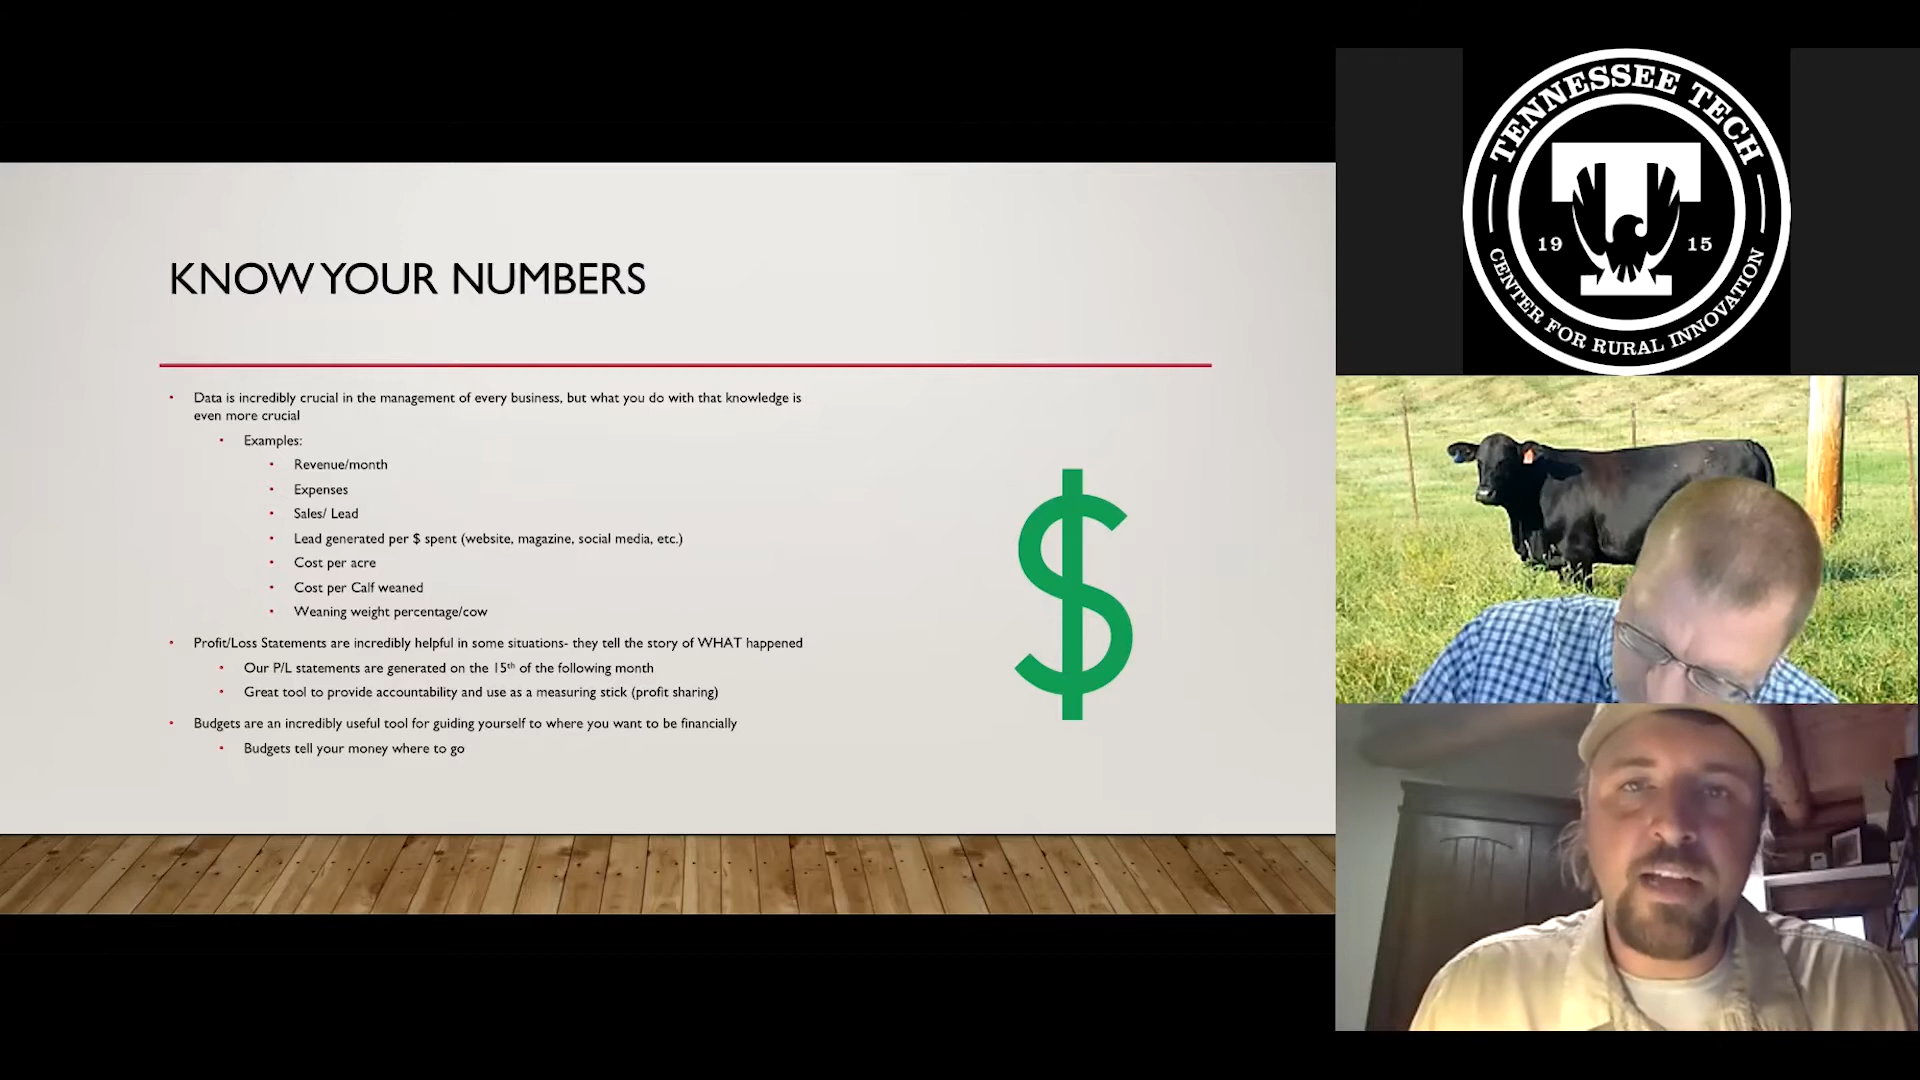 KNOW YOUR NUMBERS
Data is incredibly crucial in the management of every business, but what you do with that knowledge is
even more crucial
Examples:
Revenue/month
Expenses
Sales/ Lead
Lead generated per $ spent (website, magazine, social media, etc.)
Cost per acre
Cost per Calf weaned
Weaning weight percentage/cow
Profit/Loss Statements are incredibly helpful in some situations- they tell the story of WHAT happened
Our P/L statements are generated on the 15th of the following month
Great tool to provide accountability and use as a measuring stick (profit sharing)
Budgets are an incredibly useful tool for guiding yourself to where you want to be financially
Budgets tell your money where to go
$
TENNESSEE TECH
T
19 15
CENTER FOR RURAL INNOVATION